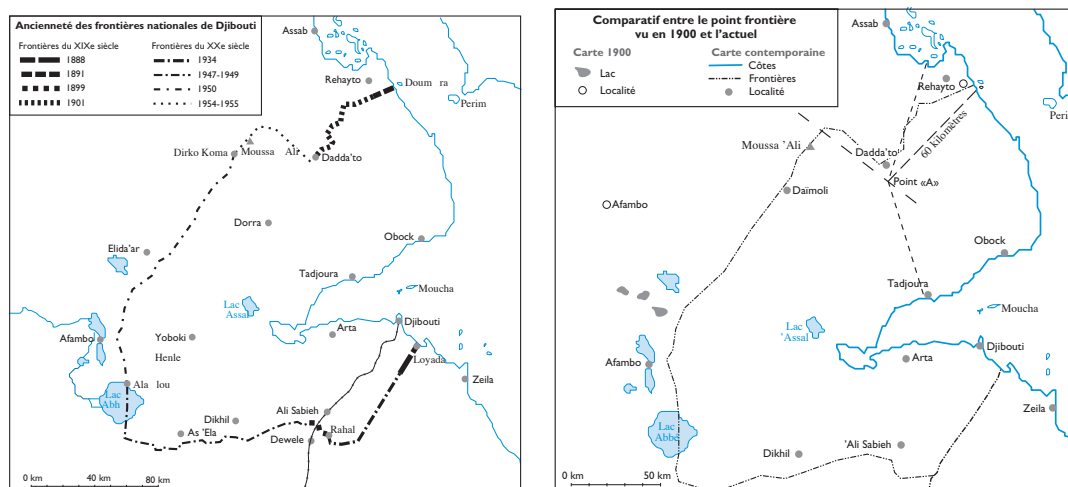 Ancienneté des frontières nationales de Djibouti
Frontières du XIXe siècle
1888
1891
1899
1901
Frontières du XXe siècle
1934
1947-1949
1950
1954-1955
Assab
Rehayto
Doum ra
Perim
Dirko Koma
Moussa Ali
Dadda'to
Dorra
Obock
Elida'ar
Tadjoura
Moucha
Lac
Assal
Djibouti
Afambo
Yoboki
Arta
Henle
Loyada
Ala lou
Zeila
Lac
Abh
Dikhil
Ali Sabieh
As 'Ela
Rahal
Dewele
0 km
40 km
80 km
Comparatif entre le point frontière
vu en 1900 et l'actuel
Carte 1900
Lac
Localité
Carte contemporaine
Côtes
Frontières
Localité
Assab
Rehayto
Peri
60 Kilomètres
Moussa 'Ali
Dadda'to
Point «A»
Daïmoli
Afambo
Obock
Tadjoura
Moucha
Lac
'Assal
Djibouti
Arta
Afambo
Zeila
Lac
Abbé
'Ali Sabieh
Dikhil
0 km
50 km